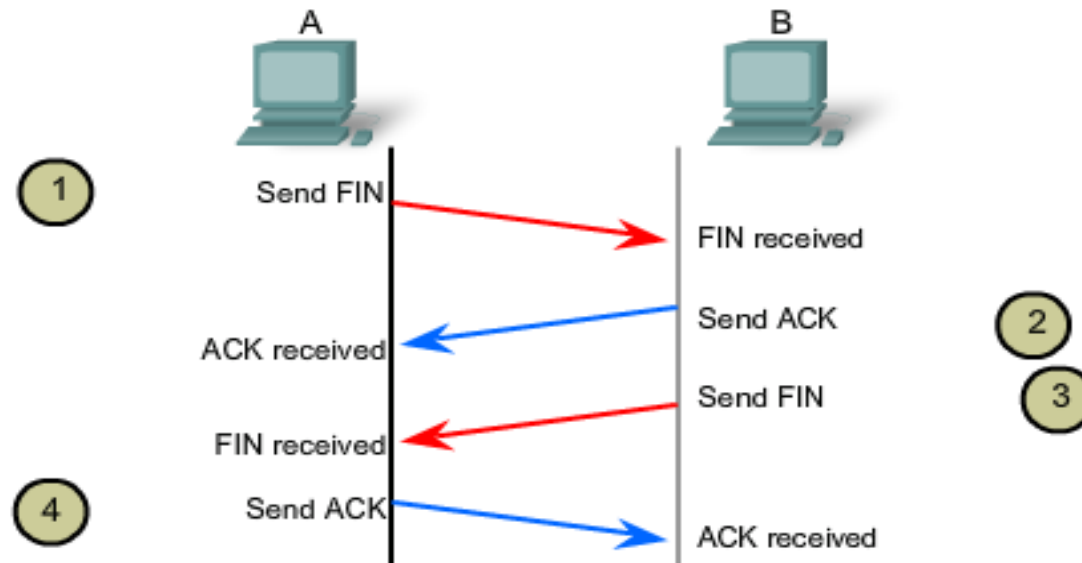 A
B
1
Send FIN
FIN received
Send ACK
2
ACK received
Send FIN
3
FIN received
4
Send ACK
ACK received